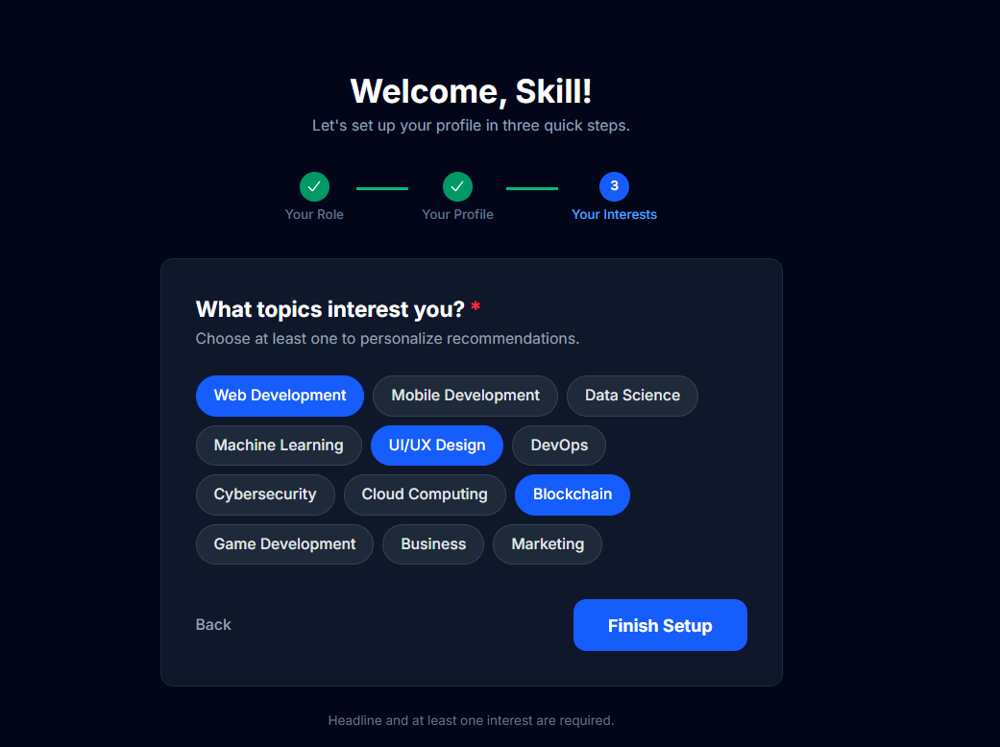 Welcome, Skill!
Let's set up your profile in three quick steps.
3
Your Role Your Profile Your Interests
What topics interest you? *
Choose at least one to personalize recommendations.
Web Development Mobile Development Data Science
Machine Learning UI/UX Design DevOps
Cybersecurity Cloud Computing Blockchain
Game Development Business Marketing
Back Finish Setup
Headline and at least one interest are required.